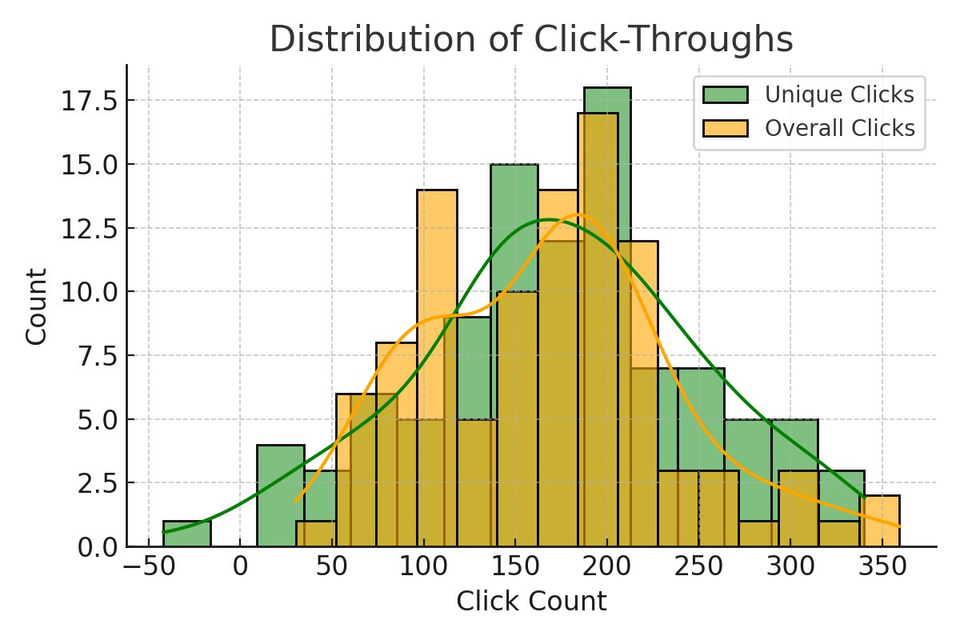 Distribution of Click-Throughs
Unique Clicks
Overall Clicks
Count
17.5
15.0
12.5
10.0
7.5
5.0
2.5
0.0
−50 0 50 100 150 200 250 300 350
Click Count